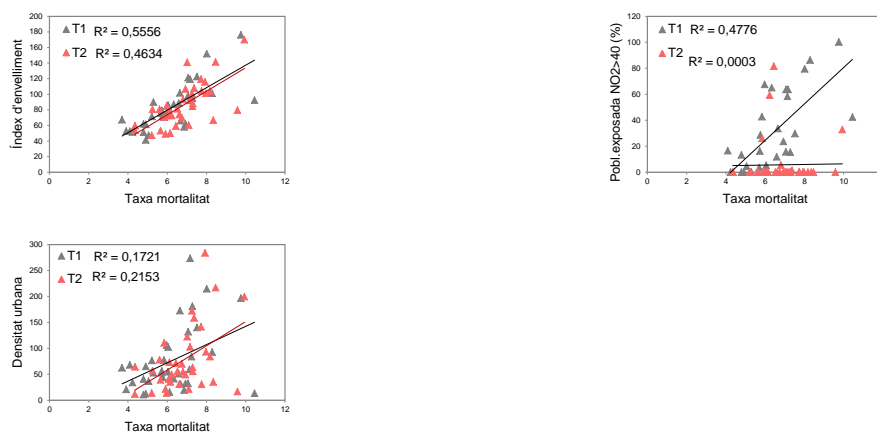 Índex d'envelliment
200
180
160
140
120
100
80
60
40
20
0
T1 R² = 0,5556
T2 R² = 0,4634
0 2 4 6 8 10 12
Taxa mortalitat
Pobl.exposada NO2>40 (%)
120
100
80
60
40
20
0
T1 R² = 0,4776
T2 R² = 0,0003
0 2 4 6 8 10
Taxa mortalitat
Densitat urbana
300
250
200
150
100
50
0
T1 R² = 0,1721
T2 R² = 0,2153
0 2 4 6 8 10 12
Taxa mortalitat